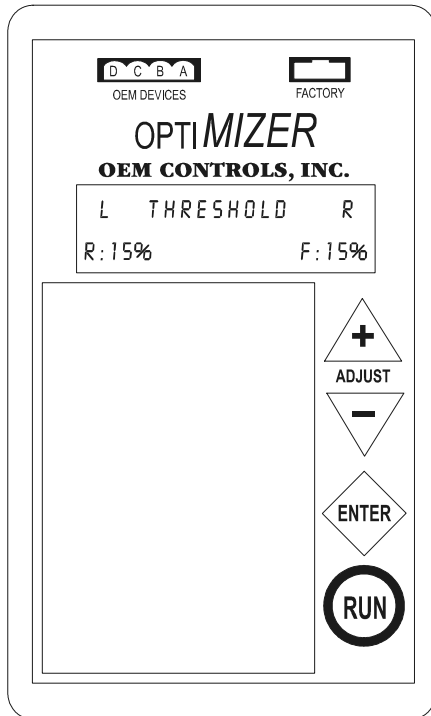 D C B A
OEM DEVICES
FACTORY
OPTIMIZER
OEM CONTROLS, INC.
L THRESHOLD R
R:15% F:15%
+
ADJUST
−
ENTER
RUN